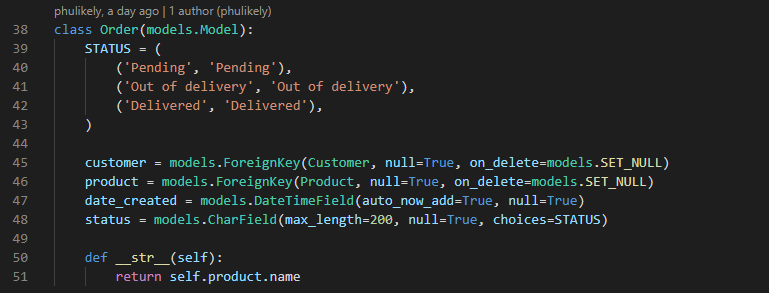 phulikely, a day ago | 1 author (phulikely)
38 class Order(models.Model):
39     STATUS = (
40         ('Pending', 'Pending'),
41         ('Out of delivery', 'Out of delivery'),
42         ('Delivered', 'Delivered'),
43     )
44
45     customer = models.ForeignKey(Customer, null=True, on_delete=models.SET_NULL)
46     product = models.ForeignKey(Product, null=True, on_delete=models.SET_NULL)
47     date_created = models.DateTimeField(auto_now_add=True, null=True)
48     status = models.CharField(max_length=200, null=True, choices=STATUS)
49
50     def __str__(self):
51         return self.product.name